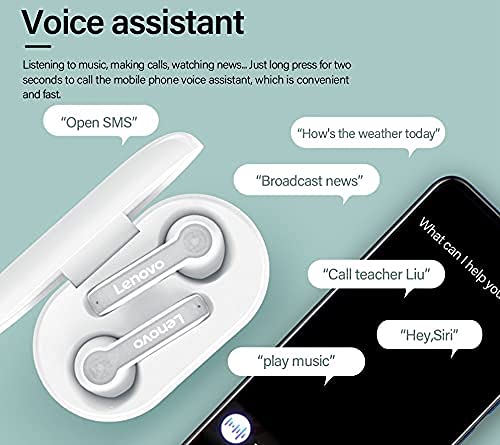 Voice assistant
Listening to music, making calls, watching news... Just long press for two
seconds to call the mobile phone voice assistant, which is convenient
and fast.
“Open SMS”
“How's the weather today”
“Broadcast news”
What can I help you
“Call teacher Liu”
“Hey,Siri”
“play music”
Lenovo
Lenovo